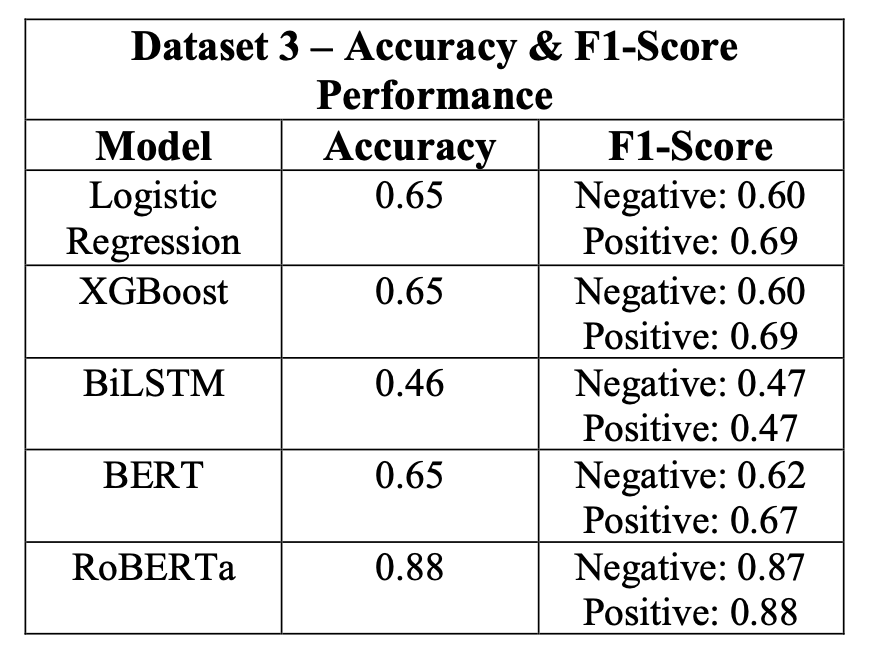 Dataset 3 – Accuracy & F1-Score
Performance
Model Accuracy F1-Score
Logistic
Regression
0.65
Negative: 0.60
Positive: 0.69
XGBoost
0.65
Negative: 0.60
Positive: 0.69
BiLSTM
0.46
Negative: 0.47
Positive: 0.47
BERT
0.65
Negative: 0.62
Positive: 0.67
RoBERTa
0.88
Negative: 0.87
Positive: 0.88